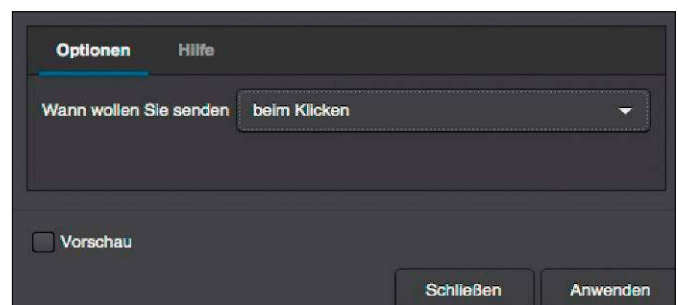 Optionen Hilfe
Wann wollen Sie senden beim Klicken
Vorschau
Schließen Anwenden